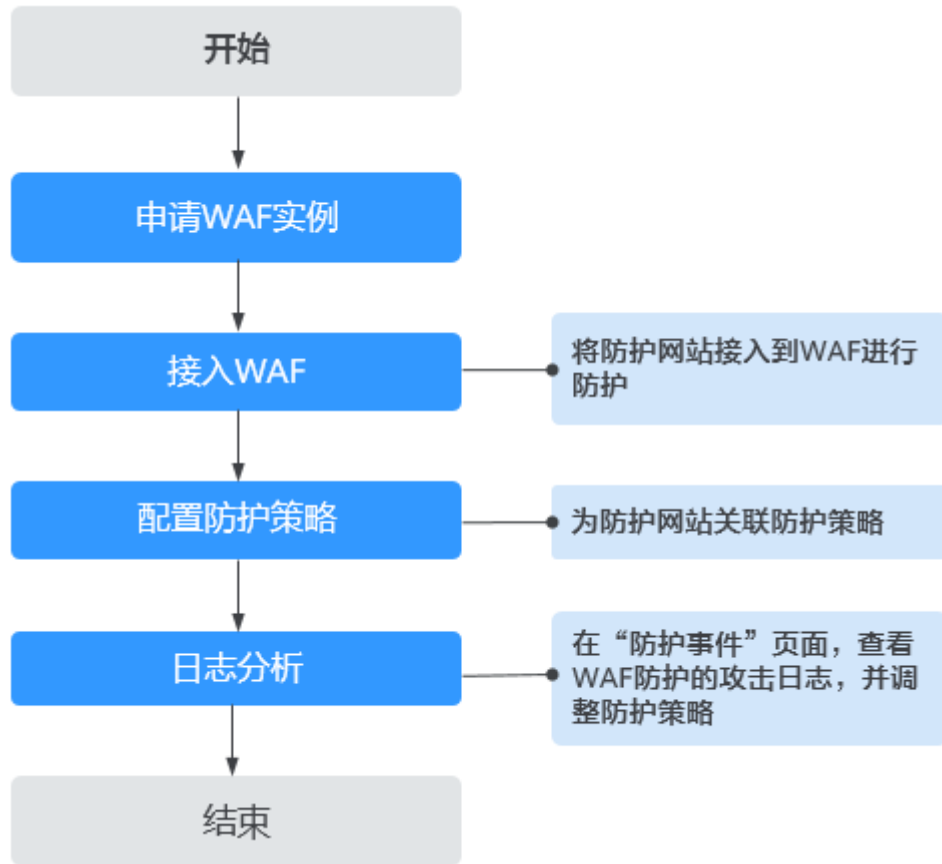 开始
申请WAF实例
接入WAF
将防护网站接入到WAF进行
防护
配置防护策略
为防护网站关联防护策略
日志分析
在“防护事件”页面，查看
WAF防护的攻击日志，并调
整防护策略
结束